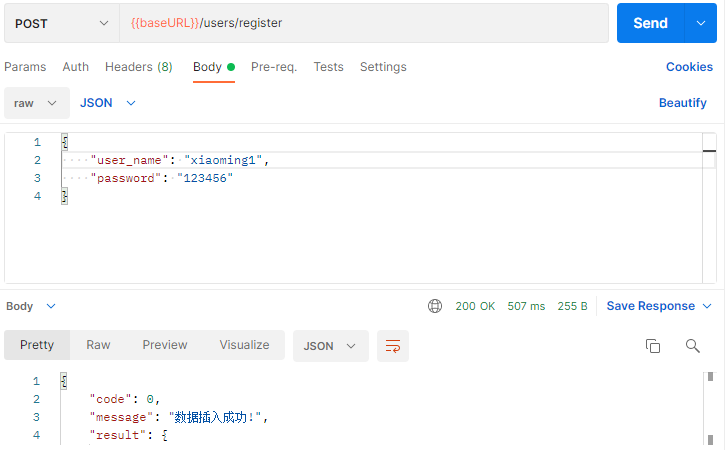 POST {{baseURL}}/users/register Send
Params Auth Headers (8) Body Pre-req. Tests Settings Cookies
raw JSON Beautify
1 {
2 "user_name": "xiaoming1",
3 "password": "123456"
4 }
Body 200 OK 507 ms 255 B Save Response
Pretty Raw Preview Visualize JSON
1 {
2 "code": 0,
3 "message": "数据插入成功!",
4 "result": {